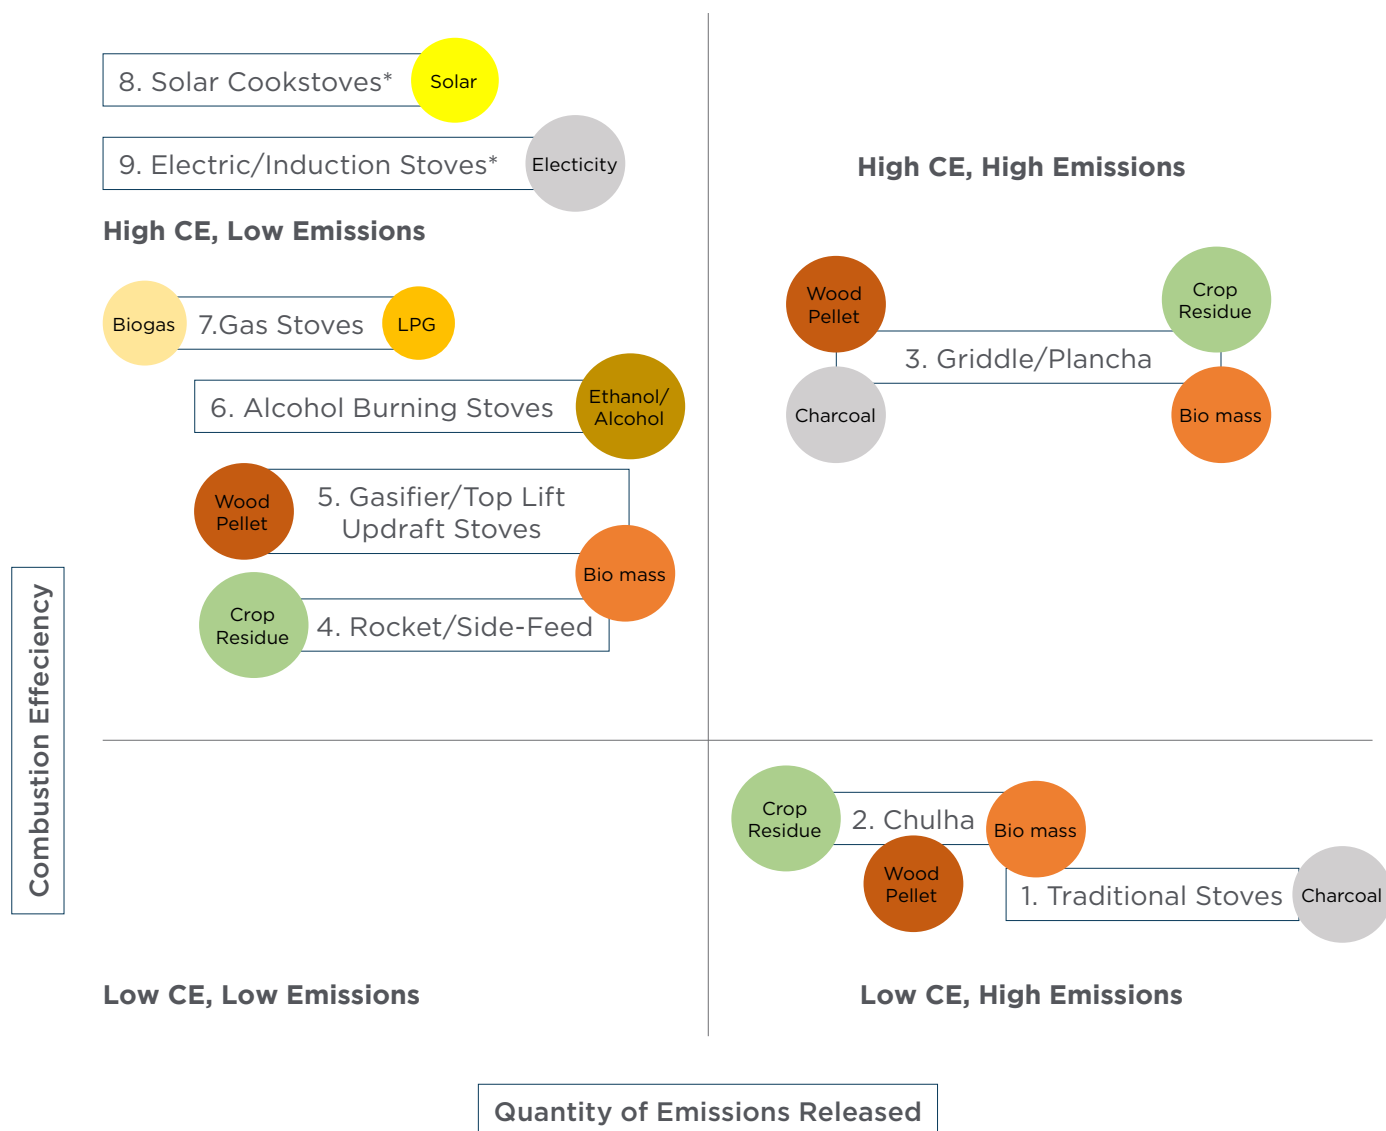 8. Solar Cookstoves*
Solar
9. Electric/Induction Stoves*
Electicity
High CE, Low Emissions
Biogas
7.Gas Stoves
LPG
6. Alcohol Burning Stoves
Ethanol/
Alcohol
Wood
Pellet
5. Gasifier/Top Lift
Updraft Stoves
Bio mass
Crop
Residue
4. Rocket/Side-Feed
High CE, High Emissions
Wood
Pellet
Crop
Residue
3. Griddle/Plancha
Charcoal
Bio mass
Combustion Effeciency
Low CE, Low Emissions
Crop
Residue
2. Chulha
Bio mass
Wood
Pellet
1. Traditional Stoves
Charcoal
Low CE, High Emissions
Quantity of Emissions Released